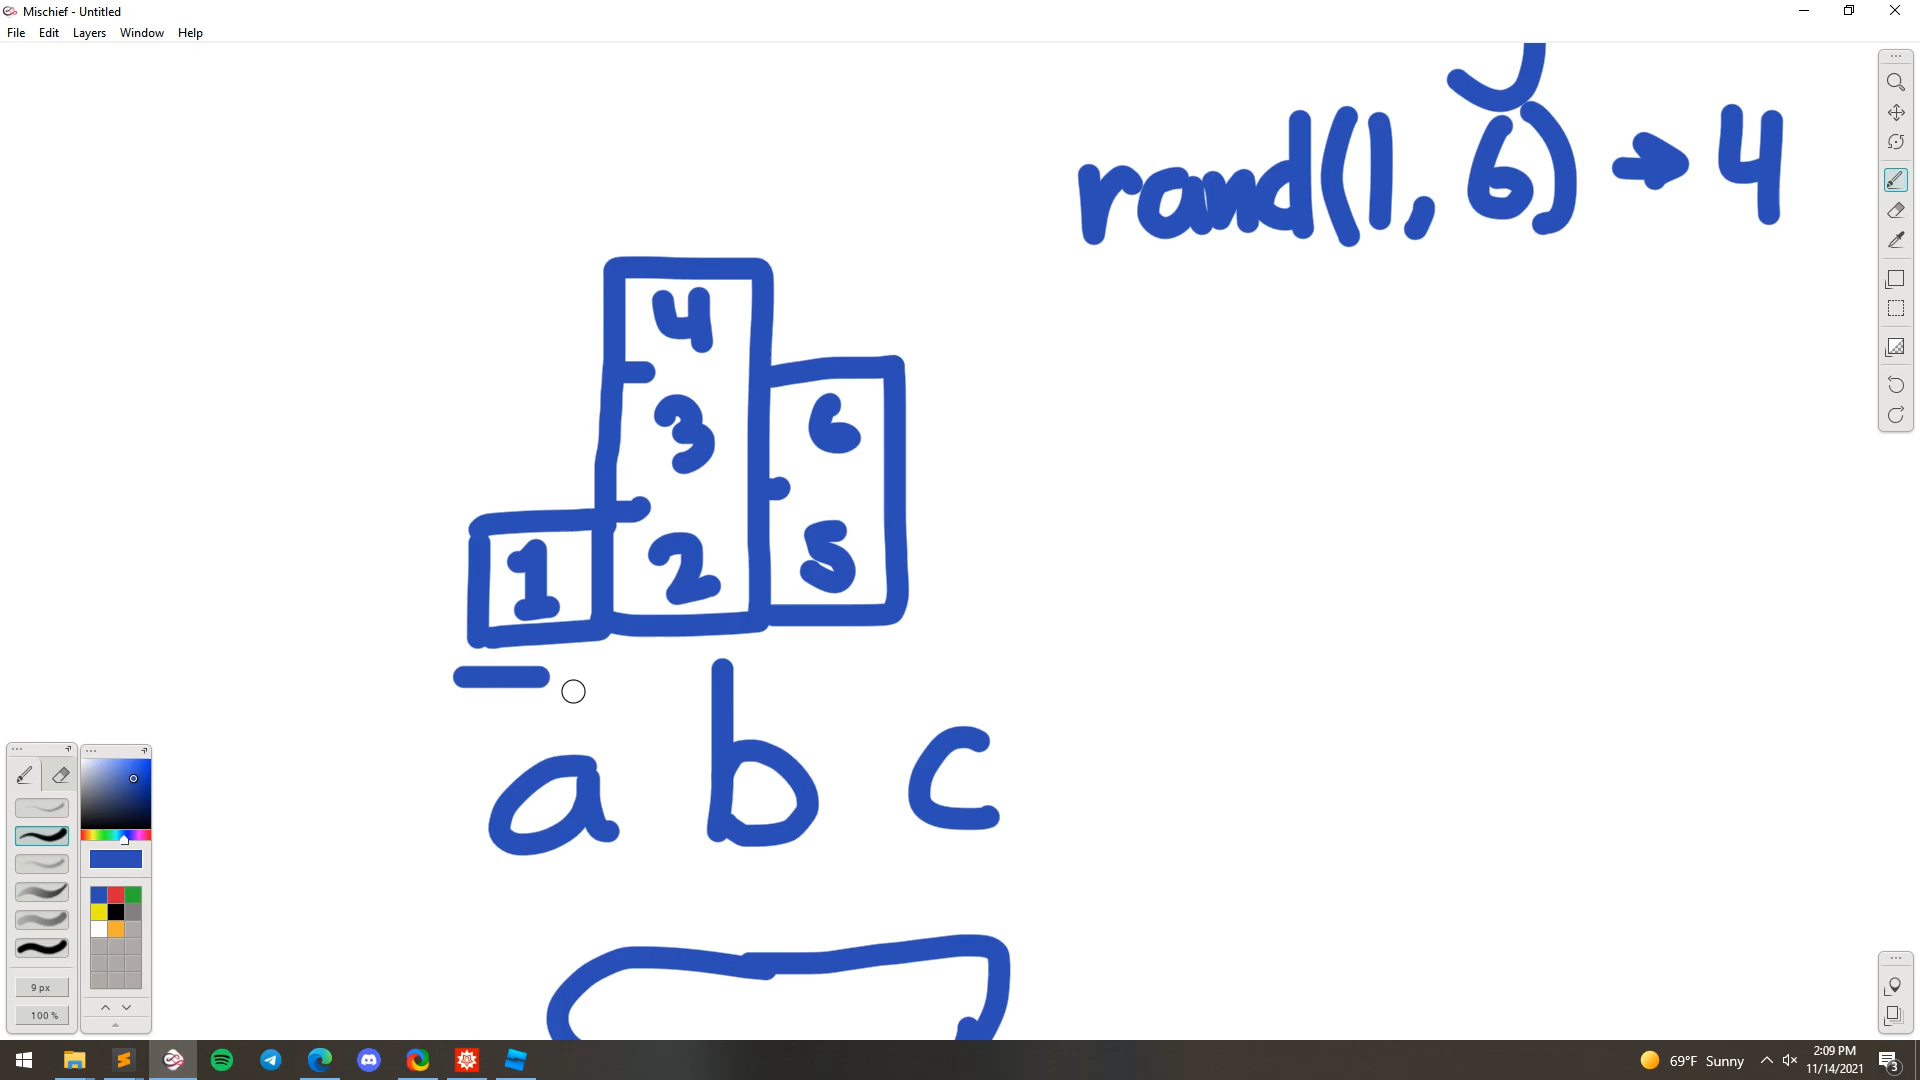 Mischief - Untitled
File Edit Layers Window Help
rand(1, 6) → 4
4
3 6
1 2 5
a b c
9 px
100 %
69°F Sunny
2:09 PM
11/14/2021
3